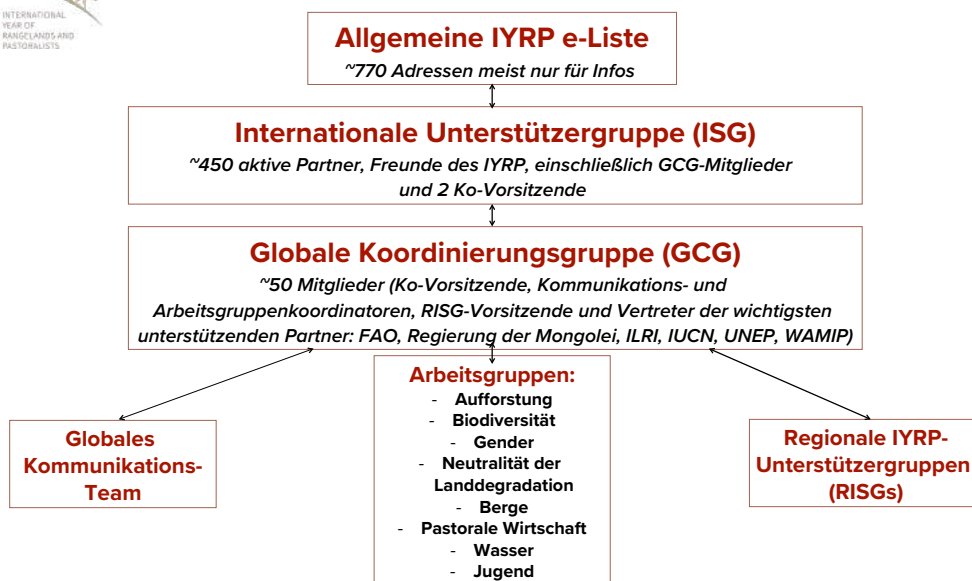 INTERNATIONAL
YEAR OF
RANGELANDS AND
PASTORALISTS
Allgemeine IYRP e-Liste
~770 Adressen meist nur für Infos
Internationale Unterstützergruppe (ISG)
~450 aktive Partner, Freunde des IYRP, einschließlich GCG-Mitglieder
und 2 Ko-Vorsitzende
Globale Koordinierungsgruppe (GCG)
~50 Mitglieder (Ko-Vorsitzende, Kommunikations- und
Arbeitsgruppenkoordinatoren, RISG-Vorsitzende und Vertreter der wichtigsten
unterstützenden Partner: FAO, Regierung der Mongolei, ILRI, IUCN, UNEP, WAMIP)
Globales
Kommunikations-
Team
Arbeitsgruppen:
- Aufforstung
- Biodiversität
- Gender
- Neutralität der
Landdegradation
- Berge
- Pastorale Wirtschaft
- Wasser
- Jugend
Regionale IYRP-
Unterstützergruppen
(RISGs)